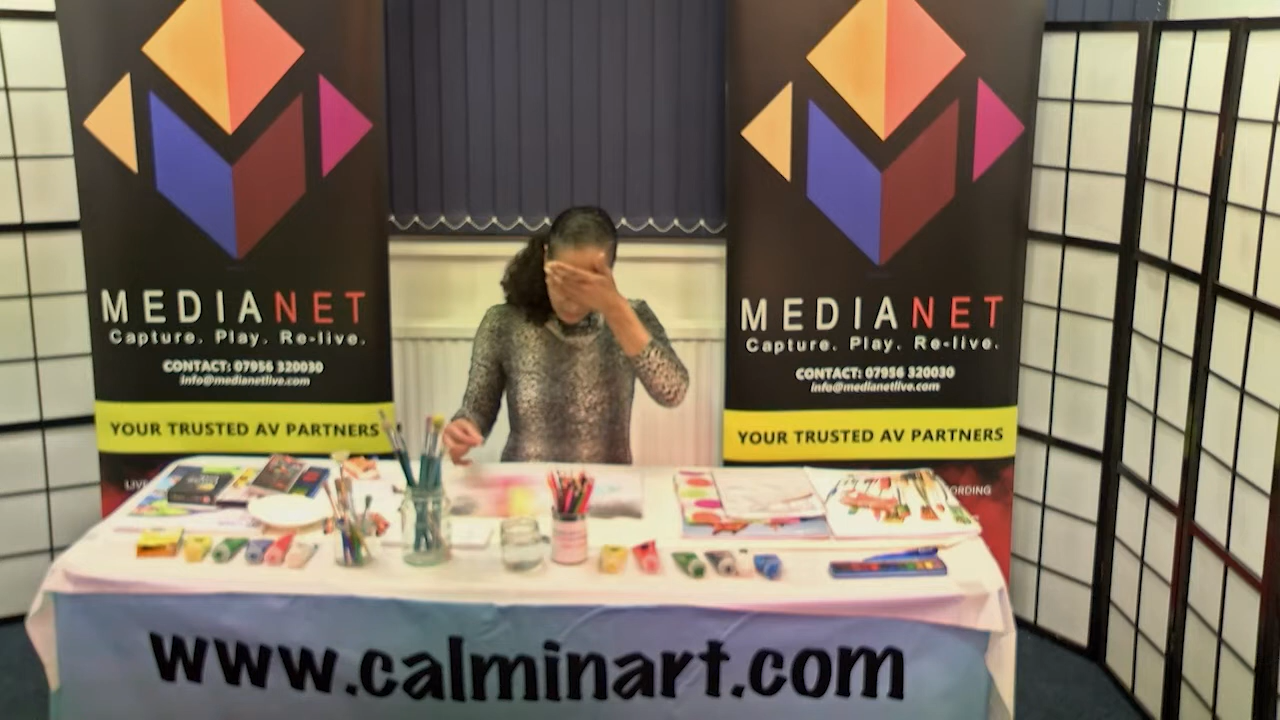 MEDIANET
Capture. Play. Re-live.
CONTACT: 07956 320030
info@medianetlive.com
YOUR TRUSTED AV PARTNERS
LIVE
MEDIANET
Capture. Play. Re-live.
CONTACT: 07956 320030
info@medianetlive.com
YOUR TRUSTED AV PARTNERS
ORDING
www.calminart.com